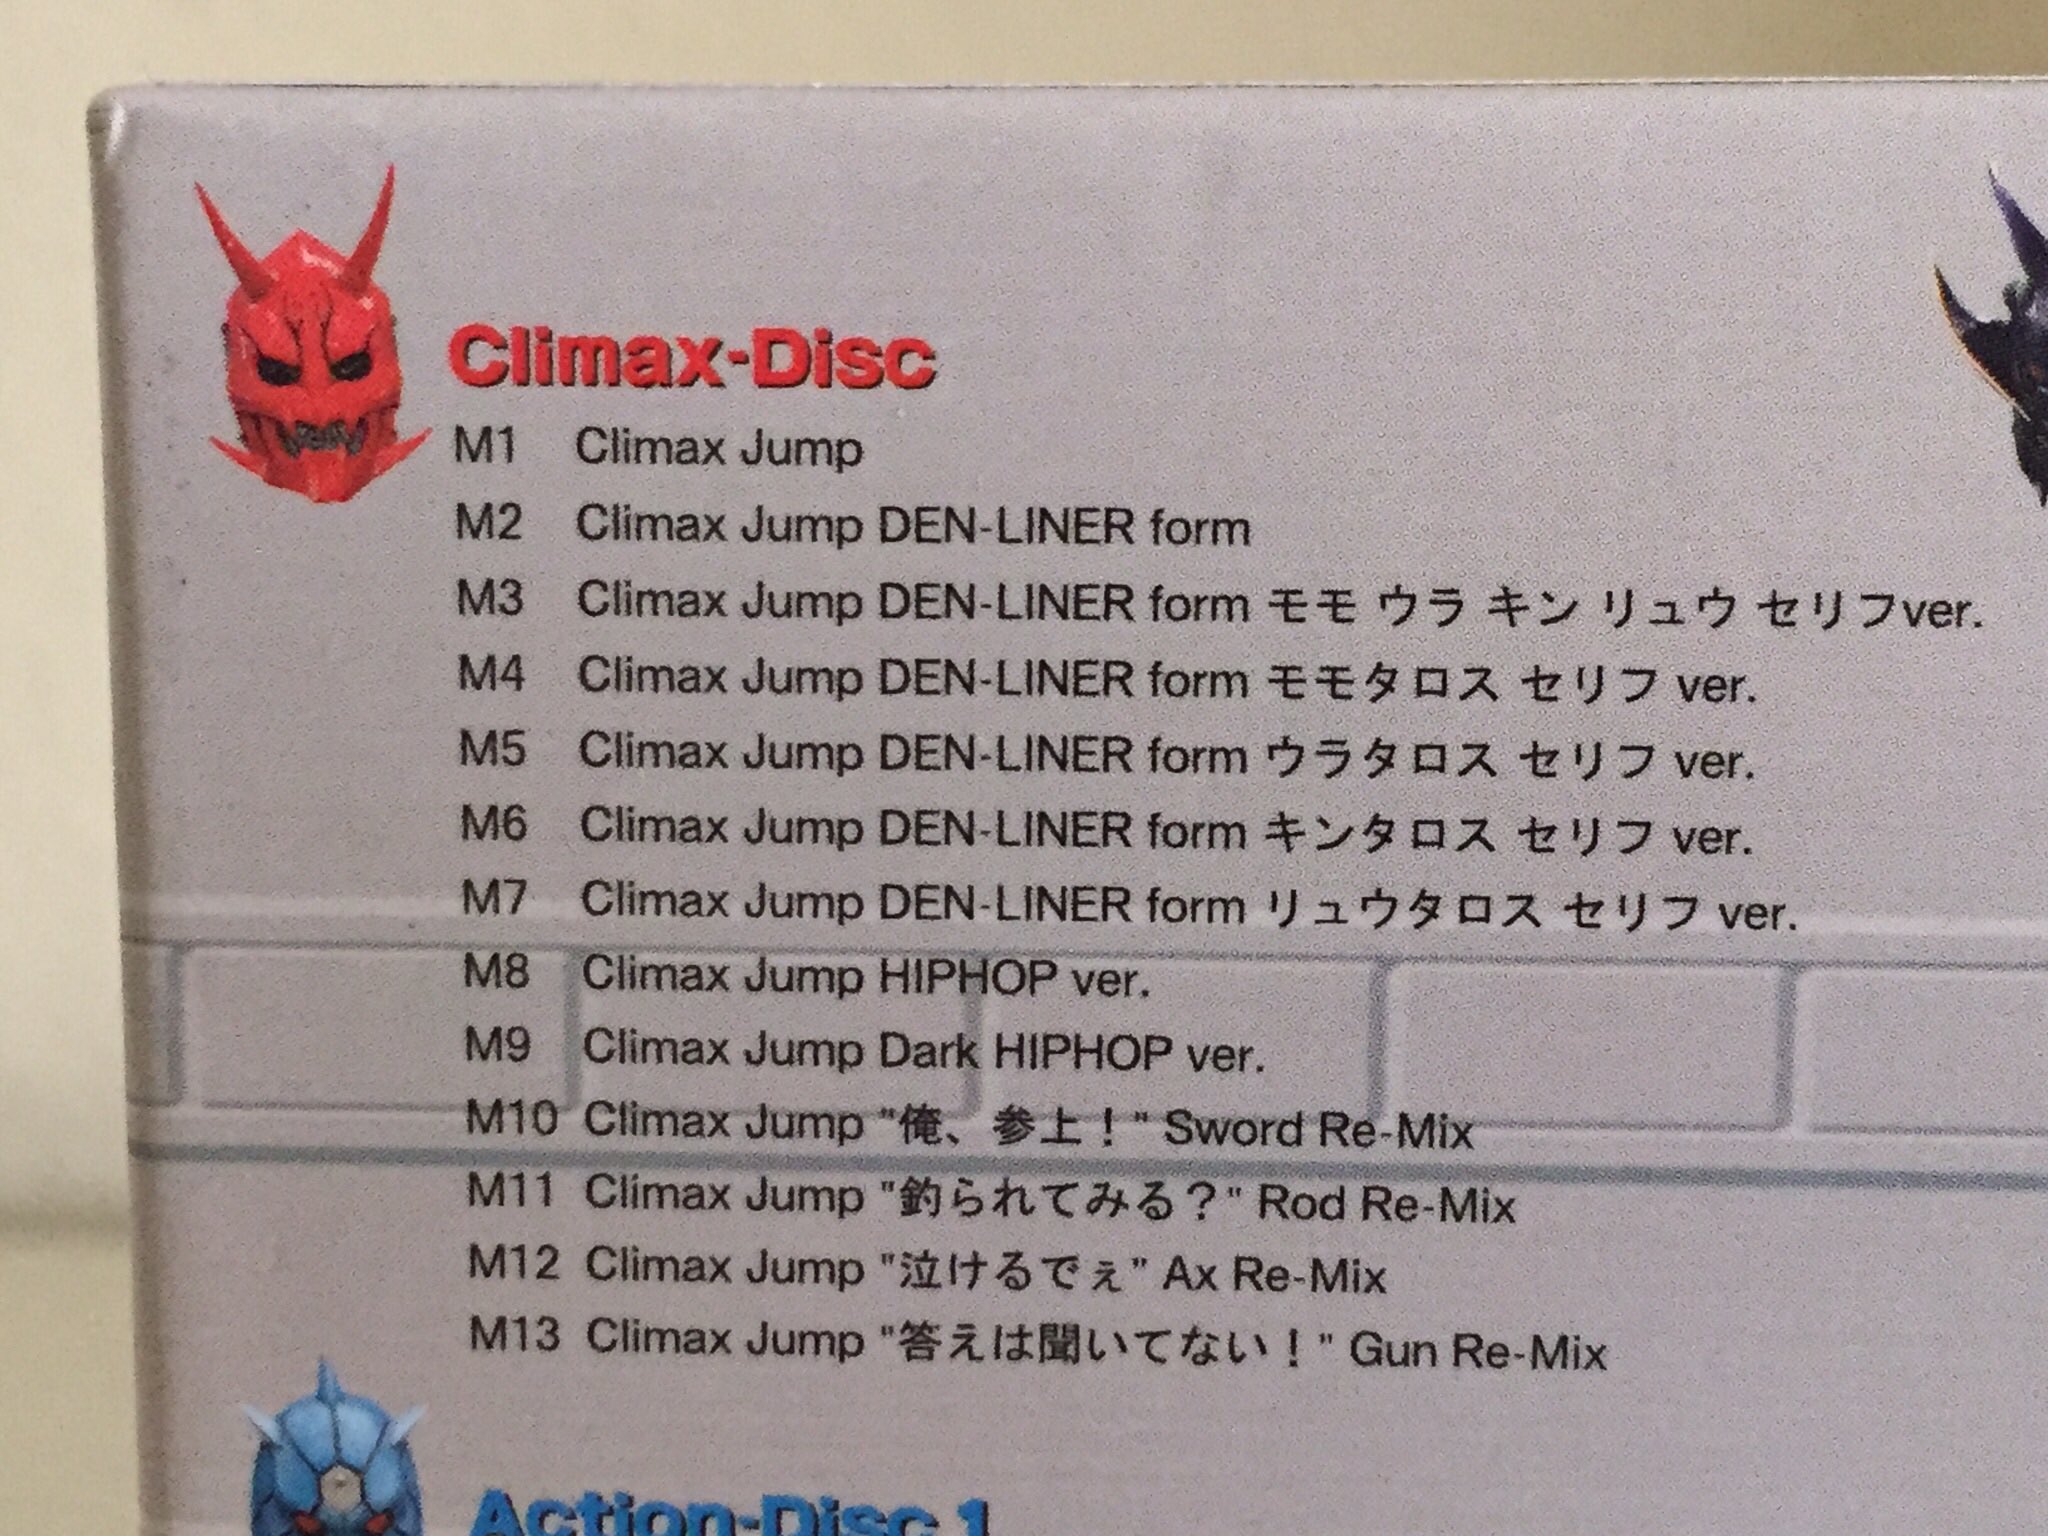 Climax-Disc
M1 Climax Jump
M2 Climax Jump DEN-LINER form
M3 Climax Jump DEN-LINER form モモ ウラ キン リュウ セリフver.
M4 Climax Jump DEN-LINER form モモタロス セリフ ver.
M5 Climax Jump DEN-LINER form ウラタロス セリフ ver.
M6 Climax Jump DEN-LINER form キンタロス セリフ ver.
M7 Climax Jump DEN-LINER form リュウタロス セリフ ver.
M8 Climax Jump HIPHOP ver.
M9 Climax Jump Dark HIPHOP ver.
M10 Climax Jump "俺、参上！" Sword Re-Mix
M11 Climax Jump "釣られてみる？" Rod Re-Mix
M12 Climax Jump "泣けるでぇ" Ax Re-Mix
M13 Climax Jump "答えは聞いてない！" Gun Re-Mix
Action-Disc 1